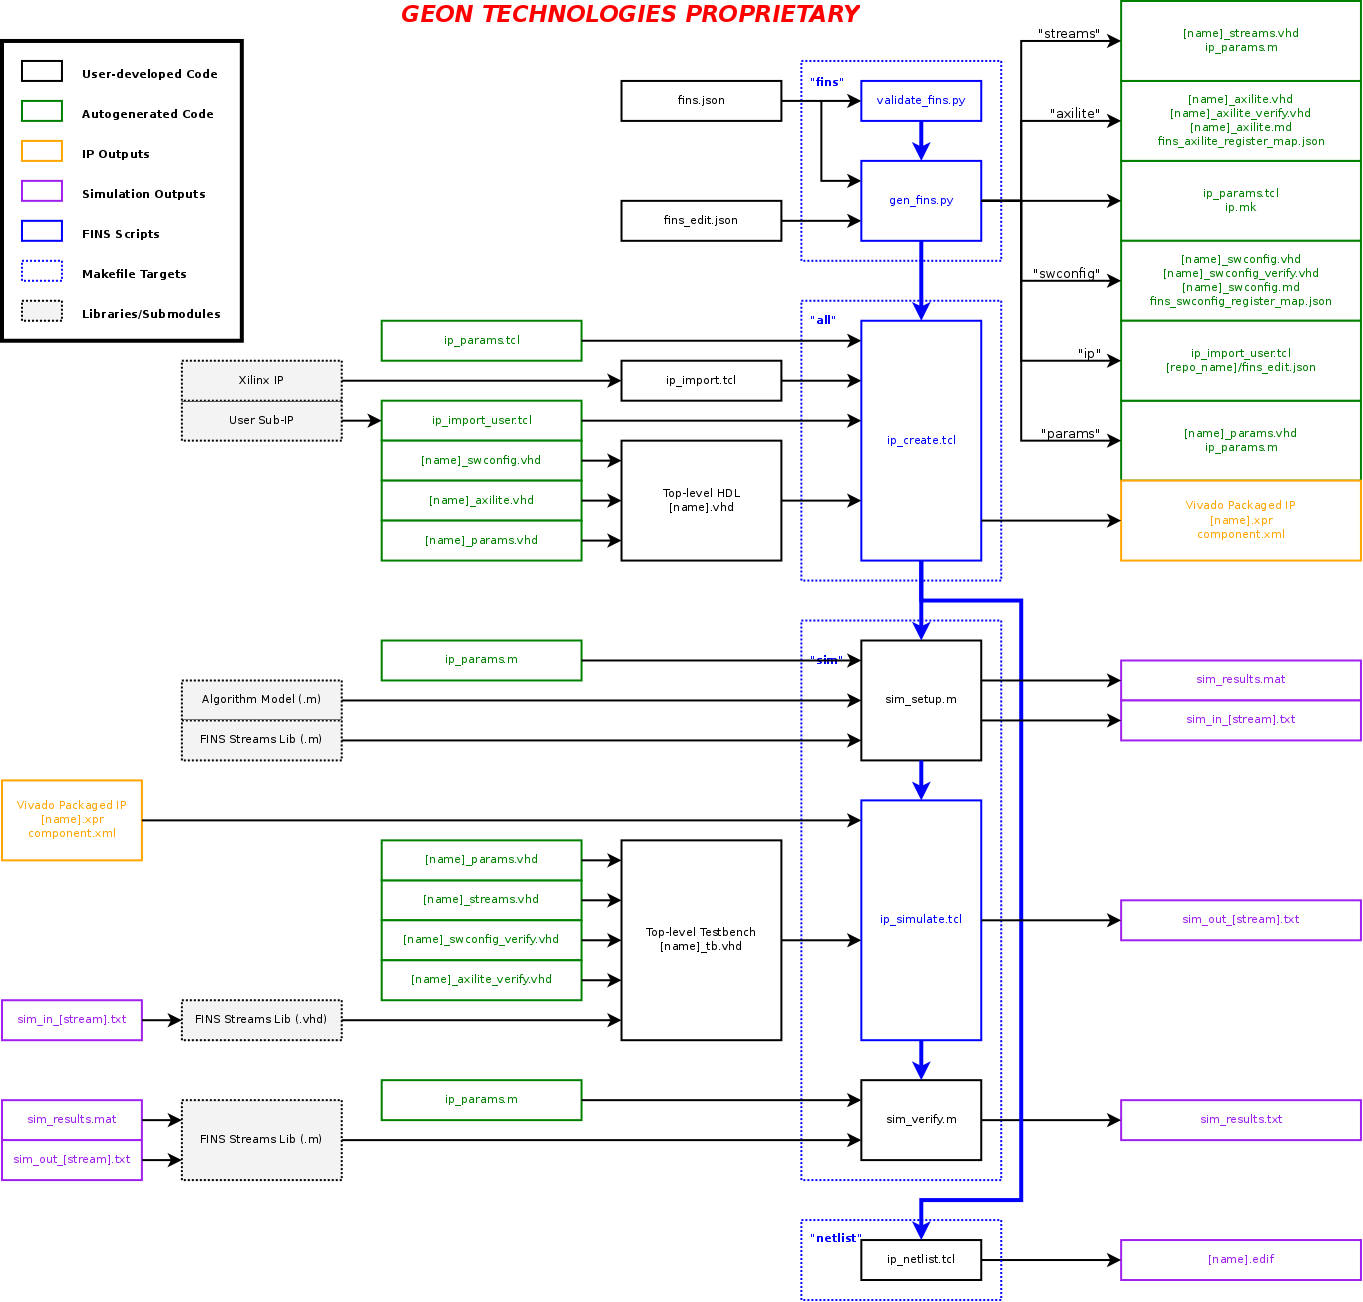 GEON TECHNOLOGIES PROPRIETARY
User-developed Code
Autogenerated Code
IP Outputs
Simulation Outputs
FINS Scripts
Makefile Targets
Libraries/Submodules
"fins"
fins.json
validate_fins.py
fins_edit.json
gen_fins.py
"streams"
[name]_streams.vhd
ip_params.m
"axilite"
[name]_axilite.vhd
[name]_axilite_verify.vhd
[name]_axilite.md
fins_axilite_register_map.json
ip_params.tcl
ip.mk
"swconfig"
[name]_swconfig.vhd
[name]_swconfig_verify.vhd
[name]_swconfig.md
fins_swconfig_register_map.json
"ip"
ip_import_user.tcl
[repo_name]/fins_edit.json
"params"
[name]_params.vhd
ip_params.m
Vivado Packaged IP
[name].xpr
component.xml
"all"
ip_params.tcl
Xilinx IP
ip_import.tcl
User Sub-IP
ip_import_user.tcl
[name]_swconfig.vhd
[name]_axilite.vhd
[name]_params.vhd
Top-level HDL
[name].vhd
ip_create.tcl
"sim"
ip_params.m
Algorithm Model (.m)
FINS Streams Lib (.m)
sim_setup.m
sim_results.mat
sim_in_[stream].txt
Vivado Packaged IP
[name].xpr
component.xml
[name]_params.vhd
[name]_streams.vhd
[name]_swconfig_verify.vhd
[name]_axilite_verify.vhd
Top-level Testbench
[name]_tb.vhd
ip_simulate.tcl
sim_out_[stream].txt
sim_in_[stream].txt
FINS Streams Lib (.vhd)
sim_results.mat
sim_out_[stream].txt
FINS Streams Lib (.m)
ip_params.m
sim_verify.m
sim_results.txt
"netlist"
ip_netlist.tcl
[name].edif